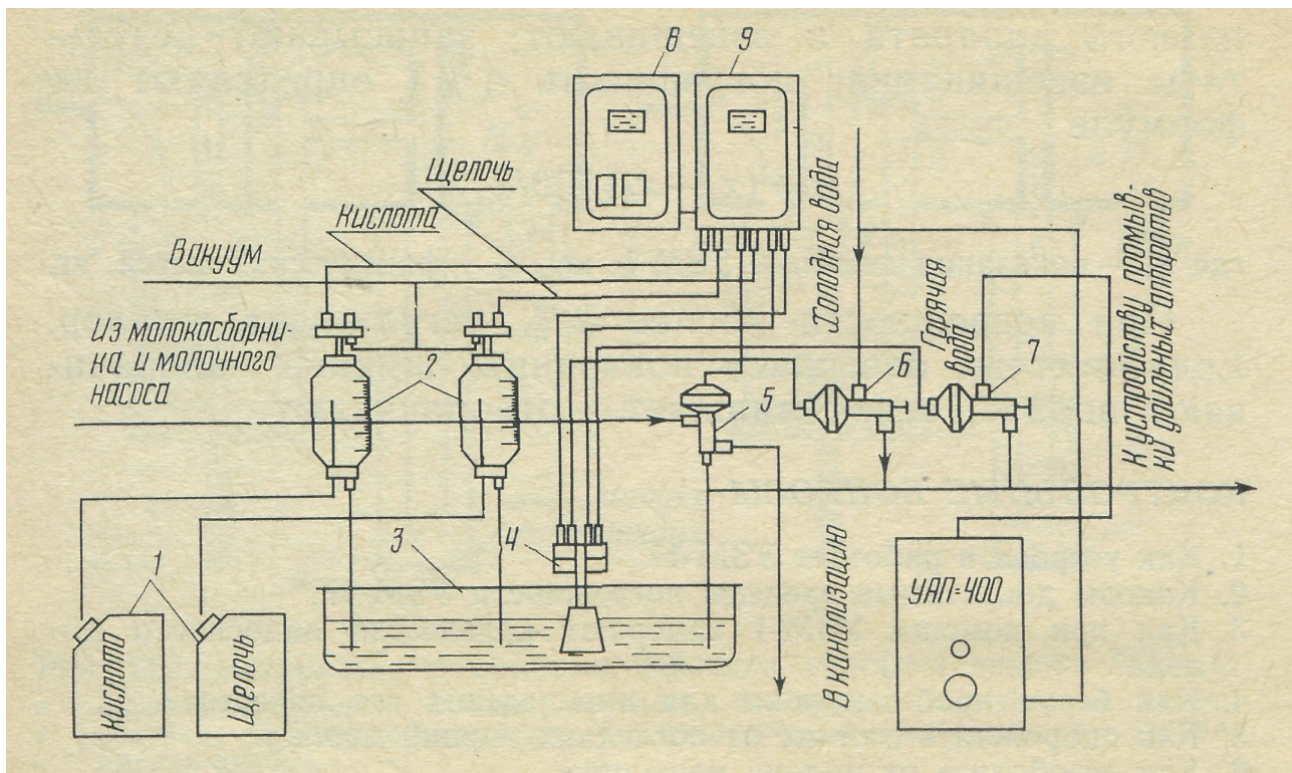 8
9
Щелочь
Кислота
Вакуум
Из молокосборни-
ка и молочного
насоса
2
Холодная вода
Горячая
вода
6
7
5
К устройству промыв-
ки доильных аппаратов
3
4
1
В канализацию
УАП=400
Кислота
Щелочь